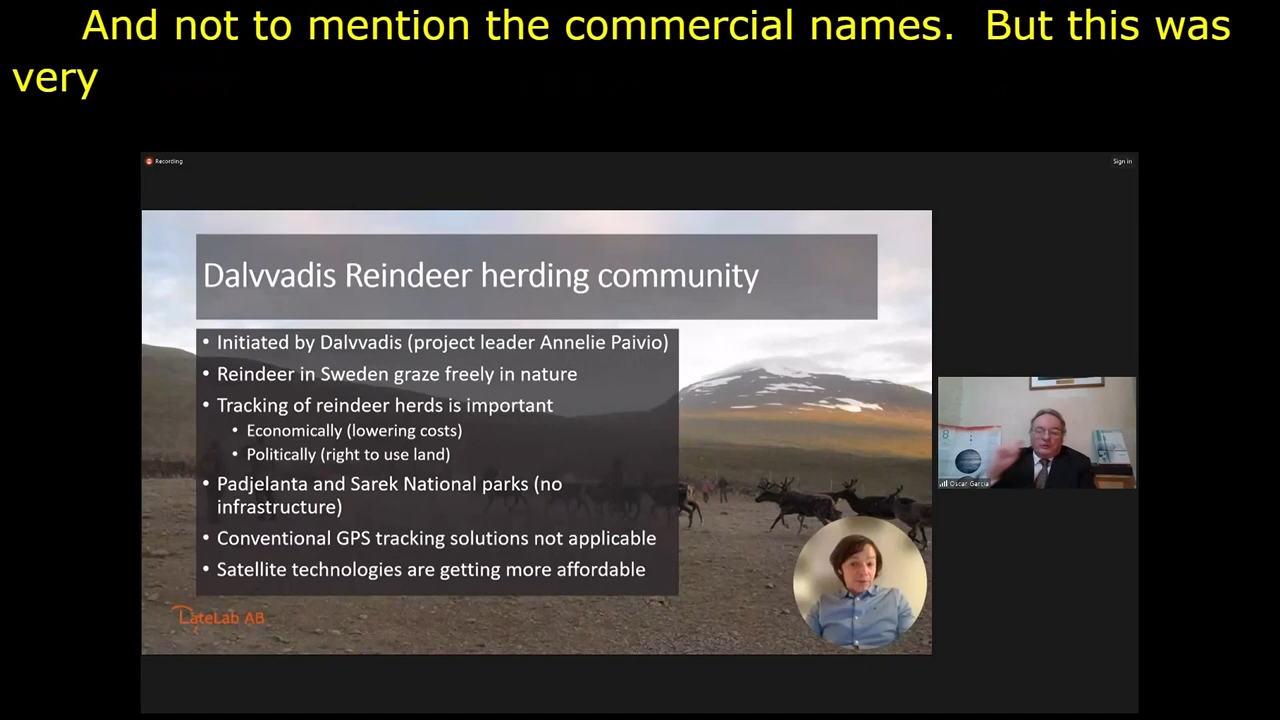 And not to mention the commercial names. But this was
very
Recording
Sign in
Dalvvadis Reindeer herding community
• Initiated by Dalvvadis (project leader Annelie Paivio)
• Reindeer in Sweden graze freely in nature
• Tracking of reindeer herds is important
• Economically (lowering costs)
• Politically (right to use land)
• Padjelanta and Sarek National parks (no
infrastructure)
• Conventional GPS tracking solutions not applicable
• Satellite technologies are getting more affordable
8
Oscar Garcia
LateLab AB